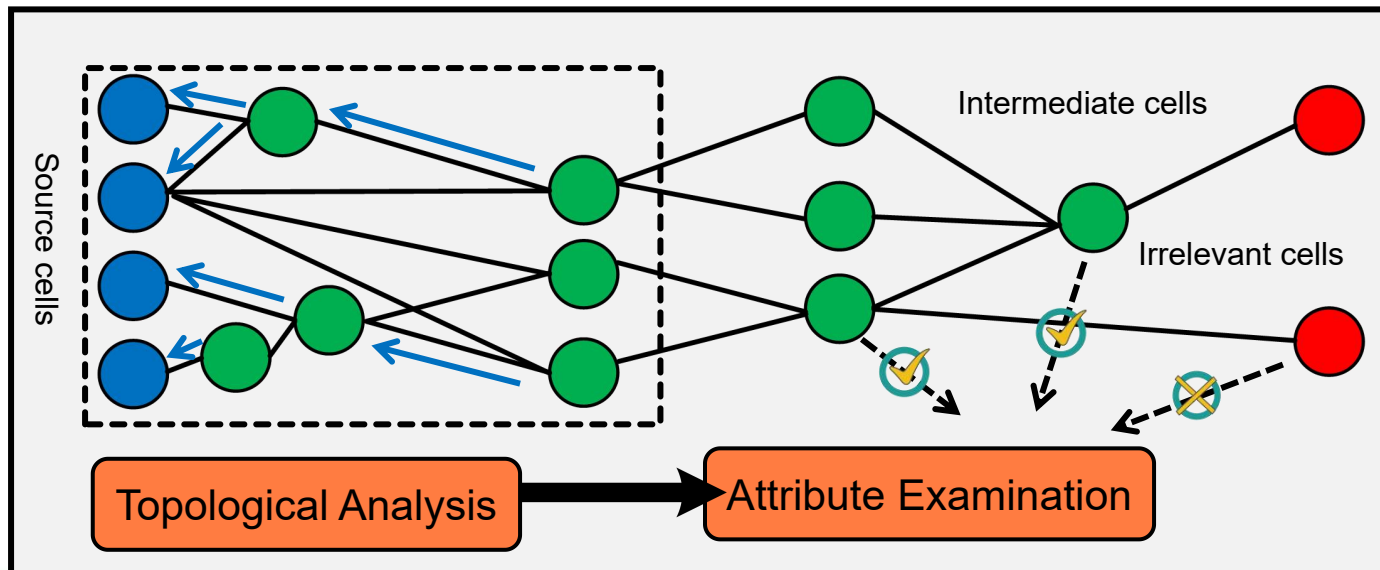 Source cells
Intermediate cells
Irrelevant cells
Topological Analysis
Attribute Examination